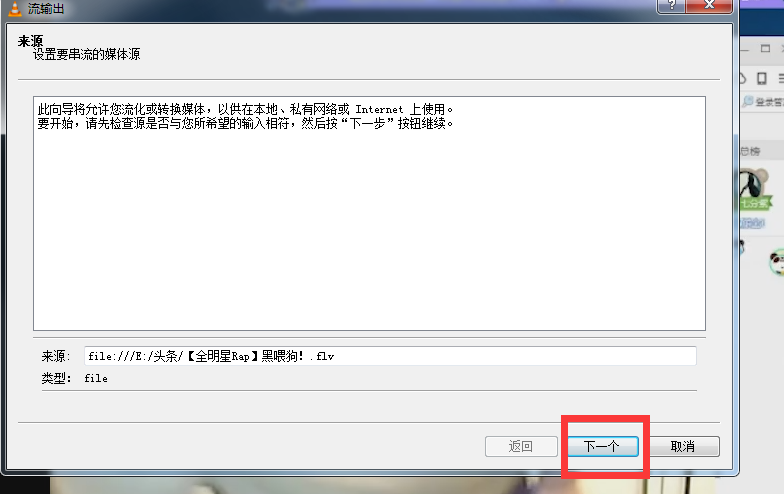 流输出
来源
设置要串流的媒体源
此向导将允许您流化或转换媒体，以供在本地、私有网络或 Internet 上使用。
要开始，请先检查源是否与您所希望的输入相符，然后按“下一步”按钮继续。
来源： file:///E:/头条/【全明星Rap】黑喂狗！.flv
类型： file
返回 下一个 取消
登录管
总榜